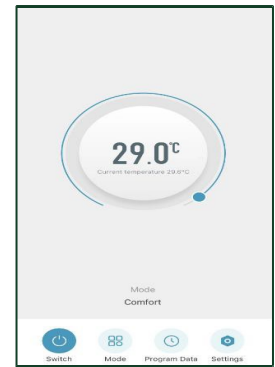 29.0℃
Current temperature 29.0°C
Mode
Comfort
Switch Mode Program Data Settings